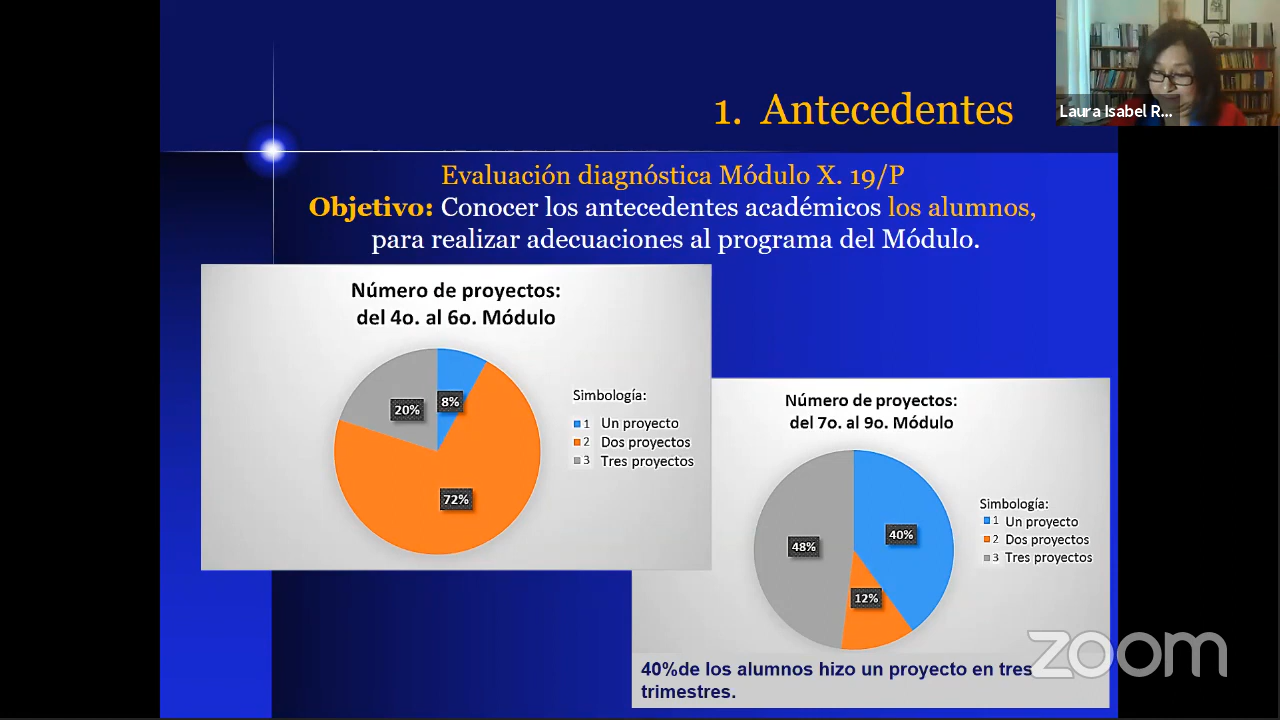 1. Antecedentes
Laura Isabel R...
Evaluación diagnóstica Módulo X. 19/P
Objetivo: Conocer los antecedentes académicos los alumnos,
para realizar adecuaciones al programa del Módulo.
Número de proyectos:
del 4o. al 6o. Módulo
20%
8%
72%
Simbología:
1 Un proyecto
2 Dos proyectos
3 Tres proyectos
Número de proyectos:
del 7o. al 9o. Módulo
48%
40%
12%
Simbología:
1 Un proyecto
2 Dos proyectos
3 Tres proyectos
40%de los alumnos hizo un proyecto en tres
trimestres.
zoom